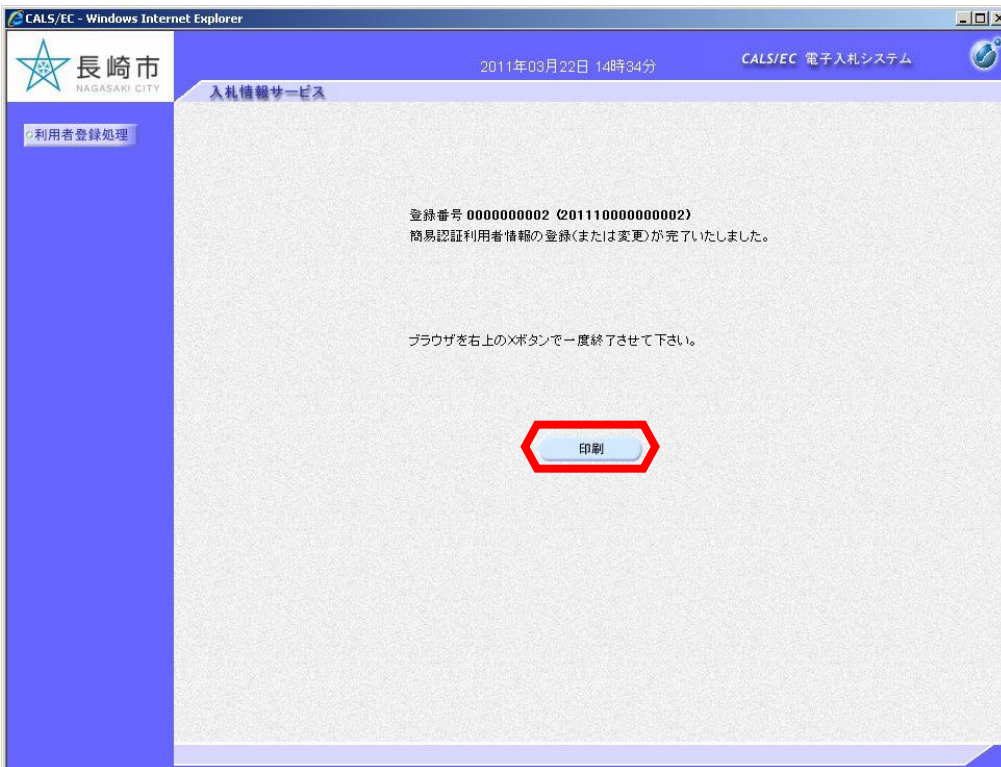 CALS/EC - Windows Internet Explorer
長崎市
NAGASAKI CITY
2011年03月22日 14時34分
CALS/EC 電子入札システム
入札情報サービス
利用者登録処理
登録番号 0000000002 (201110000000002)
簡易認証利用者情報の登録(または変更)が完了いたしました。
ブラウザを右上の×ボタンで一度終了させて下さい。
印刷